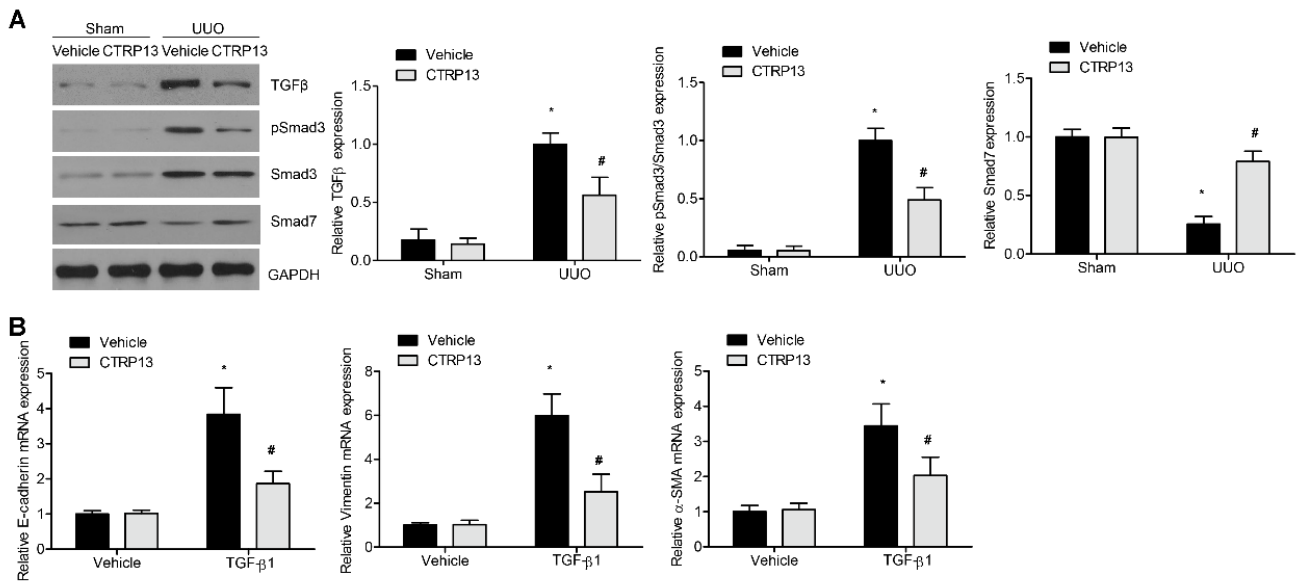 A
Sham UUO
Vehicle CTRP13 Vehicle CTRP13
TGFβ
pSmad3
Smad3
Smad7
GAPDH
Vehicle
CTRP13
Relative TGFβ expression
1.5
1.0
0.5
0.0
*
#
Sham UUO
Vehicle
CTRP13
Relative pSmad3/Smad3 expression
1.5
1.0
0.5
0.0
*
#
Sham UUO
Vehicle
CTRP13
Relative Smad7 expression
1.5
1.0
0.5
0.0
*
#
Sham UUO
B
Vehicle
CTRP13
Relative E-cadherin mRNA expression
5
4
3
2
1
0
*
#
Vehicle TGF-β1
Vehicle
CTRP13
Relative Vimentin mRNA expression
8
6
4
2
0
*
#
Vehicle TGF-β1
Vehicle
CTRP13
Relative α-SMA mRNA expression
5
4
3
2
1
0
*
#
Vehicle TGF-β1